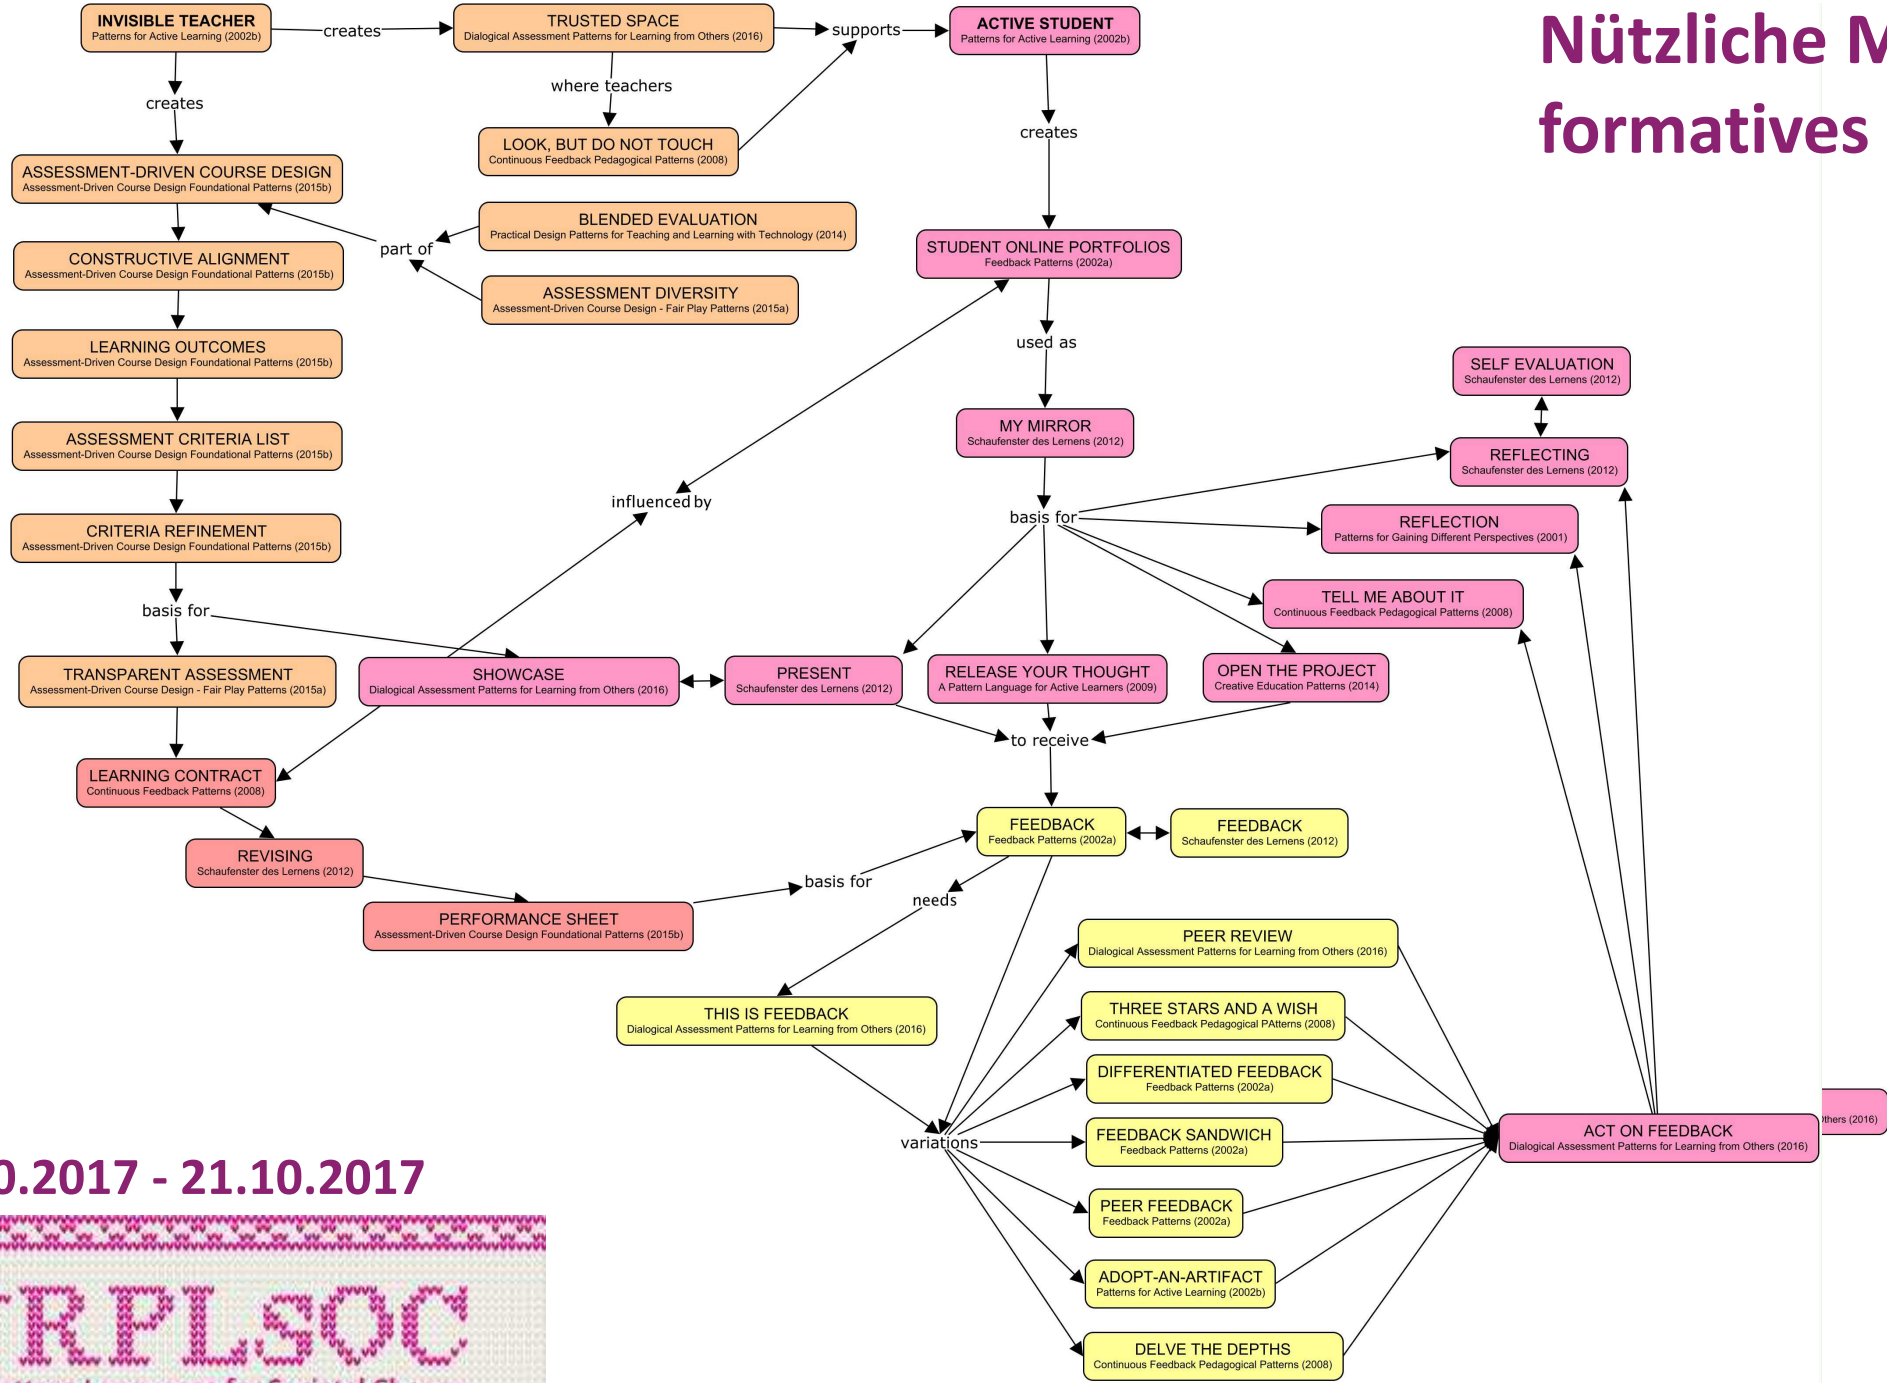 INVISIBLE TEACHER
Patterns for Active Learning (2002b)
creates
TRUSTED SPACE
Dialogical Assessment Patterns for Learning from Others (2016)
supports
ACTIVE STUDENT
Patterns for Active Learning (2002b)
Nützliche M
formatives
creates
where teachers
creates
LOOK, BUT DO NOT TOUCH
Continuous Feedback Pedagogical Patterns (2008)
ASSESSMENT-DRIVEN COURSE DESIGN
Assessment-Driven Course Design Foundational Patterns (2015b)
BLENDED EVALUATION
Practical Design Patterns for Teaching and Learning with Technology (2014)
part of
STUDENT ONLINE PORTFOLIOS
Feedback Patterns (2002a)
CONSTRUCTIVE ALIGNMENT
Assessment-Driven Course Design Foundational Patterns (2015b)
ASSESSMENT DIVERSITY
Assessment-Driven Course Design - Fair Play Patterns (2015a)
LEARNING OUTCOMES
Assessment-Driven Course Design Foundational Patterns (2015b)
used as
SELF EVALUATION
Schaufenster des Lernens (2012)
ASSESSMENT CRITERIA LIST
Assessment-Driven Course Design Foundational Patterns (2015b)
MY MIRROR
Schaufenster des Lernens (2012)
REFLECTING
Schaufenster des Lernens (2012)
influenced by
basis for
CRITERIA REFINEMENT
Assessment-Driven Course Design Foundational Patterns (2015b)
REFLECTION
Patterns for Gaining Different Perspectives (2001)
basis for
TELL ME ABOUT IT
Continuous Feedback Pedagogical Patterns (2008)
TRANSPARENT ASSESSMENT
Assessment-Driven Course Design - Fair Play Patterns (2015a)
SHOWCASE
Dialogical Assessment Patterns for Learning from Others (2016)
PRESENT
Schaufenster des Lernens (2012)
RELEASE YOUR THOUGHT
A Pattern Language for Active Learners (2009)
OPEN THE PROJECT
Creative Education Patterns (2014)
to receive
LEARNING CONTRACT
Continuous Feedback Patterns (2008)
FEEDBACK
Feedback Patterns (2002a)
FEEDBACK
Schaufenster des Lernens (2012)
REVISING
Schaufenster des Lernens (2012)
basis for
needs
PERFORMANCE SHEET
Assessment-Driven Course Design Foundational Patterns (2015b)
PEER REVIEW
Dialogical Assessment Patterns for Learning from Others (2016)
THIS IS FEEDBACK
Dialogical Assessment Patterns for Learning from Others (2016)
THREE STARS AND A WISH
Continuous Feedback Pedagogical PAtterns (2008)
DIFFERENTIATED FEEDBACK
Feedback Patterns (2002a)
variations
FEEDBACK SANDWICH
Feedback Patterns (2002a)
ACT ON FEEDBACK
Dialogical Assessment Patterns for Learning from Others (2016)
Others (2016)
PEER FEEDBACK
Feedback Patterns (2002a)
ADOPT-AN-ARTIFACT
Patterns for Active Learning (2002b)
DELVE THE DEPTHS
Continuous Feedback Pedagogical Patterns (2008)
0.2017 - 21.10.2017
RPLSOC